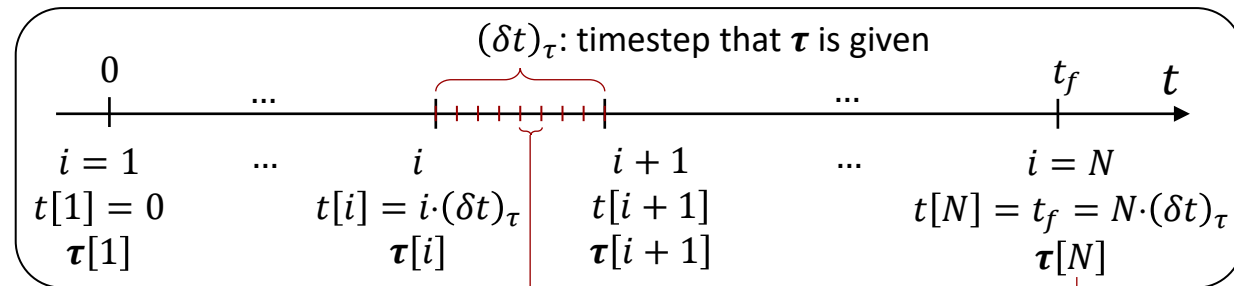 (δt)_τ: timestep that τ is given
0 ... ... t_f t
i = 1 ... i i + 1 ... i = N
t[1] = 0 t[i] = i·(δt)_τ t[i + 1] t[N] = t_f = N·(δt)_τ
τ[1] τ[i] τ[i + 1] τ[N]